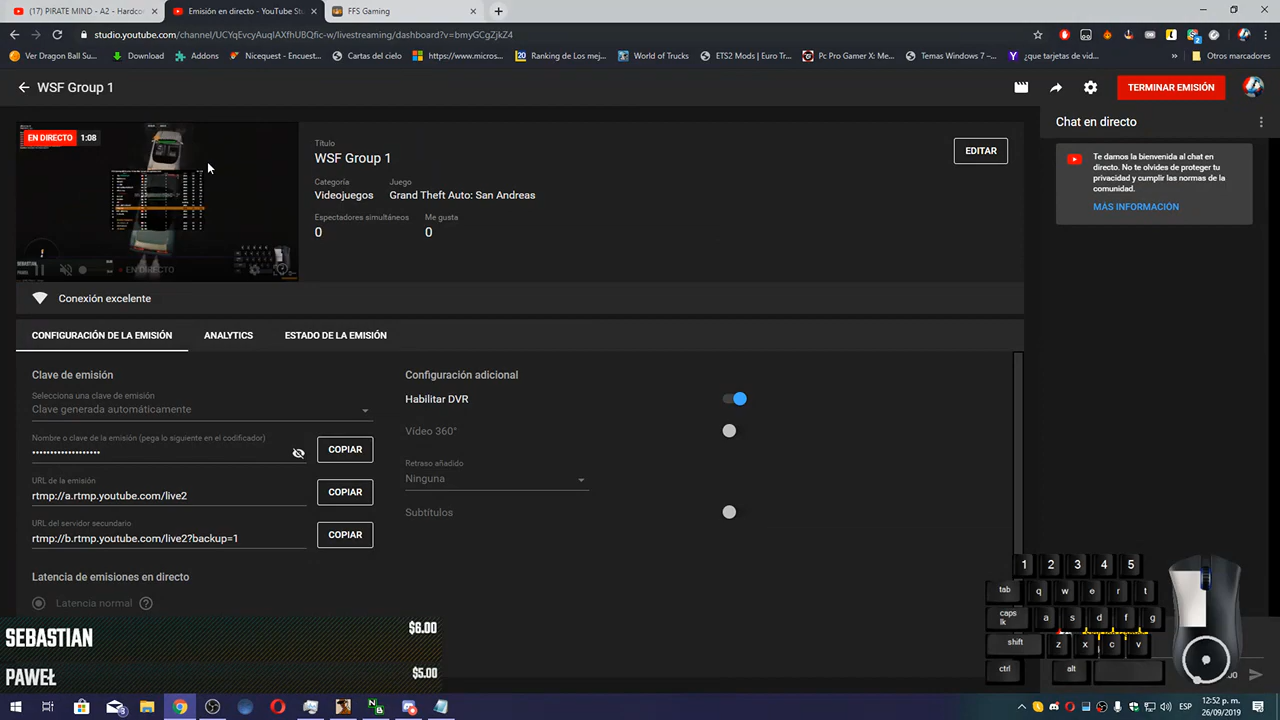 (17) PIRATE MIND - A2 - Hardco
Emisión en directo - YouTube Stu
FFS Gaming
studio.youtube.com/channel/UCYqEvcyAuqIAXfhU8Qfic-w/livestreaming/dashboard?v=bmyGCgZjkZ4
Ver Dragon Ball Su...
Download
Addons
Nicequest - Encuest...
Cartas del cielo
https://www.micros...
Ranking de Los mej...
World of Trucks
ETS2 Mods | Euro Tr...
Pc Pro Gamer X: Me...
Temas Windows 7 –...
¿que tarjeta de vid...
»
Otros marcadores
WSF Group 1
TERMINAR EMISIÓN
EN DIRECTO 1:08
EN DIRECTO
SEBASTIAN
PAWEŁ
Título
WSF Group 1
EDITAR
Categoría Juego
Videojuegos Grand Theft Auto: San Andreas
Espectadores simultáneos Me gusta
0 0
Chat en directo
Te damos la bienvenida al chat en
directo. No te olvides de proteger tu
privacidad y cumplir las normas de la
comunidad.
MÁS INFORMACIÓN
Conexión excelente
CONFIGURACIÓN DE LA EMISIÓN ANALYTICS ESTADO DE LA EMISIÓN
Clave de emisión
Selecciona una clave de emisión
Clave generada automáticamente
Nombre o clave de la emisión (pega lo siguiente en el codificador)
••••••••••••••••••• COPIAR
URL de la emisión
rtmp://a.rtmp.youtube.com/live2 COPIAR
URL del servidor secundario
rtmp://b.rtmp.youtube.com/live2?backup=1 COPIAR
Latencia de emisiones en directo
Latencia normal
Configuración adicional
Habilitar DVR
Vídeo 360°
Retraso añadido
Ninguna
Subtítulos
1 2 3 4 5
tab q w e r t
caps lk a s d f g
shift z x c v
ctrl alt
SEBASTIAN $6.00
PAWEŁ $5.00
ESP
12:52 p. m.
26/09/2019